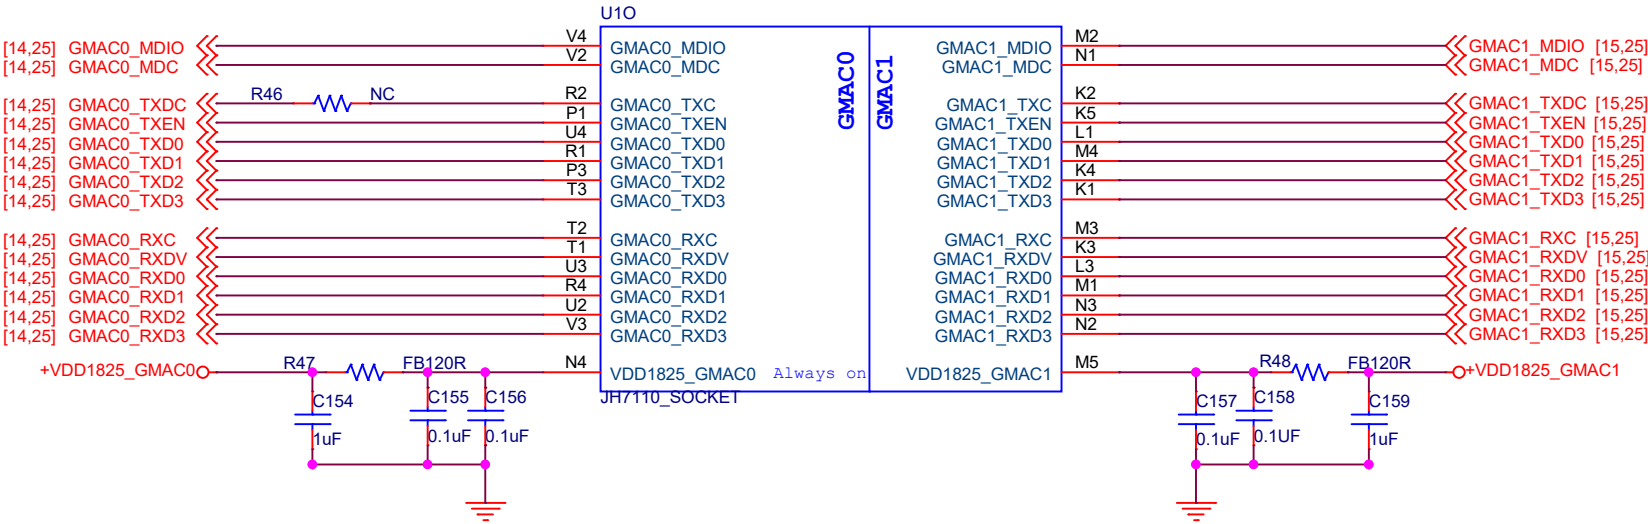 U1O
[14,25] GMAC0_MDIO V4 GMAC0_MDIO GMAC1_MDIO M2 GMAC1_MDIO [15,25]
[14,25] GMAC0_MDC V2 GMAC0_MDC GMAC1_MDC N1 GMAC1_MDC [15,25]
GMAC0 GMAC1
[14,25] GMAC0_TXDC R46 NC R2 GMAC0_TXC GMAC1_TXC K2 GMAC1_TXDC [15,25]
[14,25] GMAC0_TXEN P1 GMAC0_TXEN GMAC1_TXEN K5 GMAC1_TXEN [15,25]
[14,25] GMAC0_TXD0 U4 GMAC0_TXD0 GMAC1_TXD0 L1 GMAC1_TXD0 [15,25]
[14,25] GMAC0_TXD1 R1 GMAC0_TXD1 GMAC1_TXD1 M4 GMAC1_TXD1 [15,25]
[14,25] GMAC0_TXD2 P3 GMAC0_TXD2 GMAC1_TXD2 K4 GMAC1_TXD2 [15,25]
[14,25] GMAC0_TXD3 T3 GMAC0_TXD3 GMAC1_TXD3 K1 GMAC1_TXD3 [15,25]
[14,25] GMAC0_RXC T2 GMAC0_RXC GMAC1_RXC M3 GMAC1_RXC [15,25]
[14,25] GMAC0_RXDV T1 GMAC0_RXDV GMAC1_RXDV K3 GMAC1_RXDV [15,25]
[14,25] GMAC0_RXD0 U3 GMAC0_RXD0 GMAC1_RXD0 L3 GMAC1_RXD0 [15,25]
[14,25] GMAC0_RXD1 R4 GMAC0_RXD1 GMAC1_RXD1 M1 GMAC1_RXD1 [15,25]
[14,25] GMAC0_RXD2 U2 GMAC0_RXD2 GMAC1_RXD2 N3 GMAC1_RXD2 [15,25]
[14,25] GMAC0_RXD3 V3 GMAC0_RXD3 GMAC1_RXD3 N2 GMAC1_RXD3 [15,25]
+VDD1825_GMAC0 R47 FB120R N4 VDD1825_GMAC0 Always on VDD1825_GMAC1 M5 R48 FB120R +VDD1825_GMAC1
JH7110_SOCKET
C154 C155 C156 C157 C158 C159
1uF 0.1uF 0.1uF 0.1uF 0.1UF 1uF